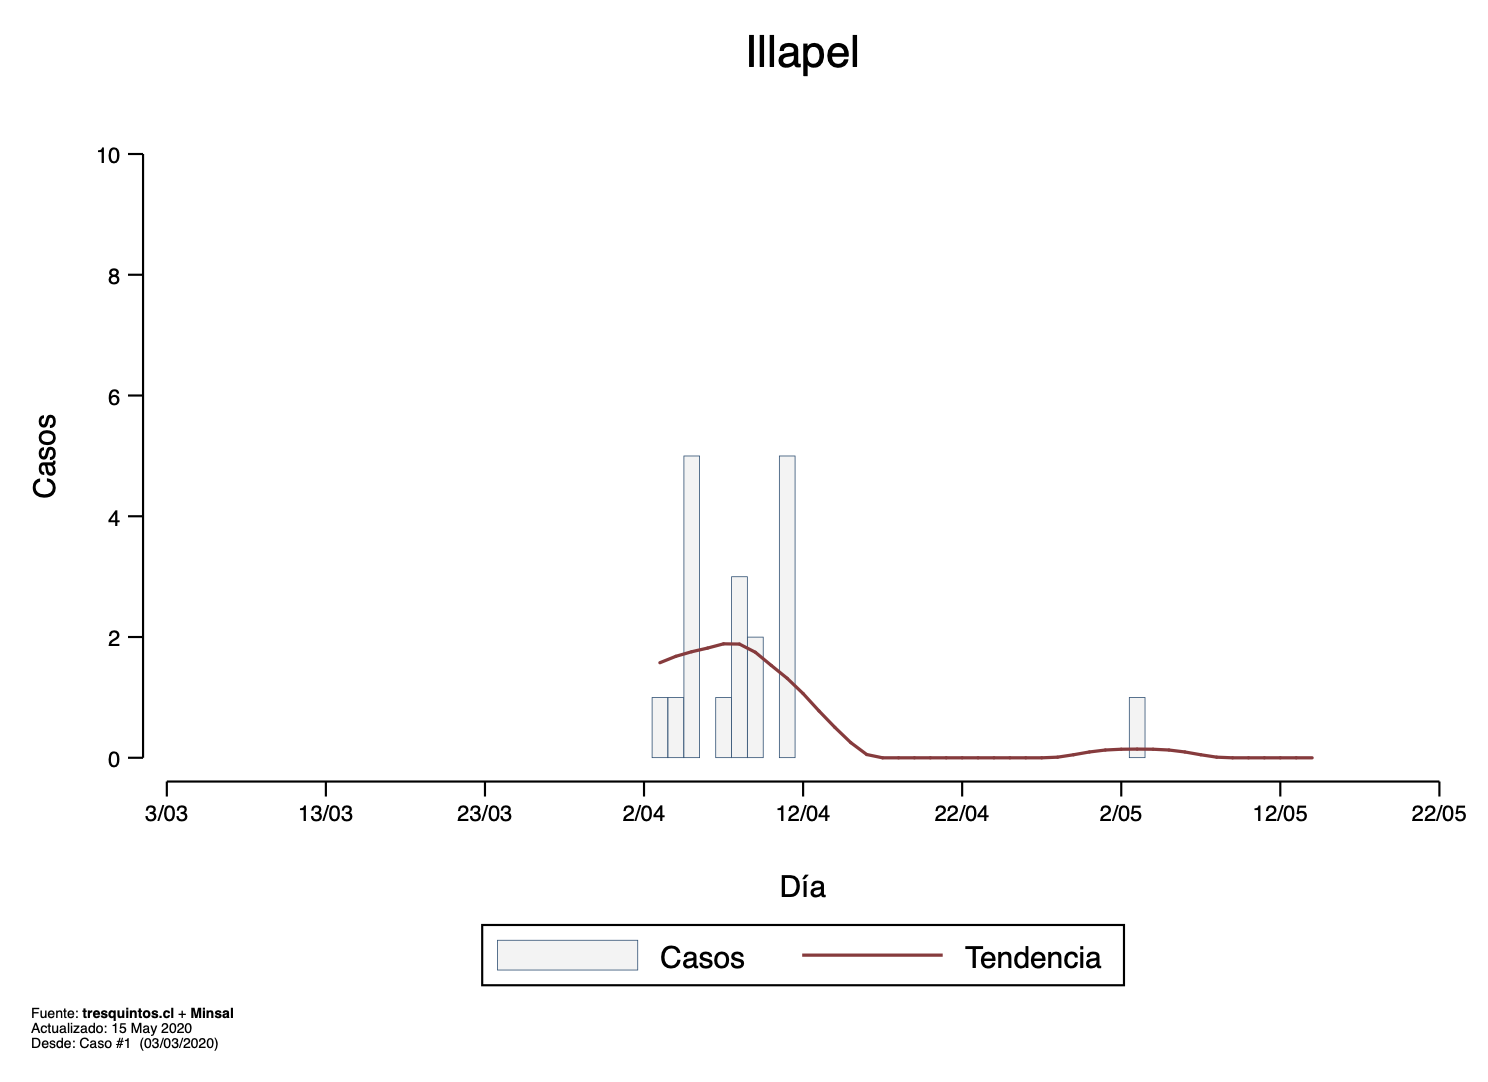 Illapel
10
8
6
4
2
0
Casos
3/03 13/03 23/03 2/04 12/04 22/04 2/05 12/05 22/05
Día
Casos Tendencia
Fuente: tresquintos.cl + Minsal
Actualizado: 15 May 2020
Desde: Caso #1 (03/03/2020)